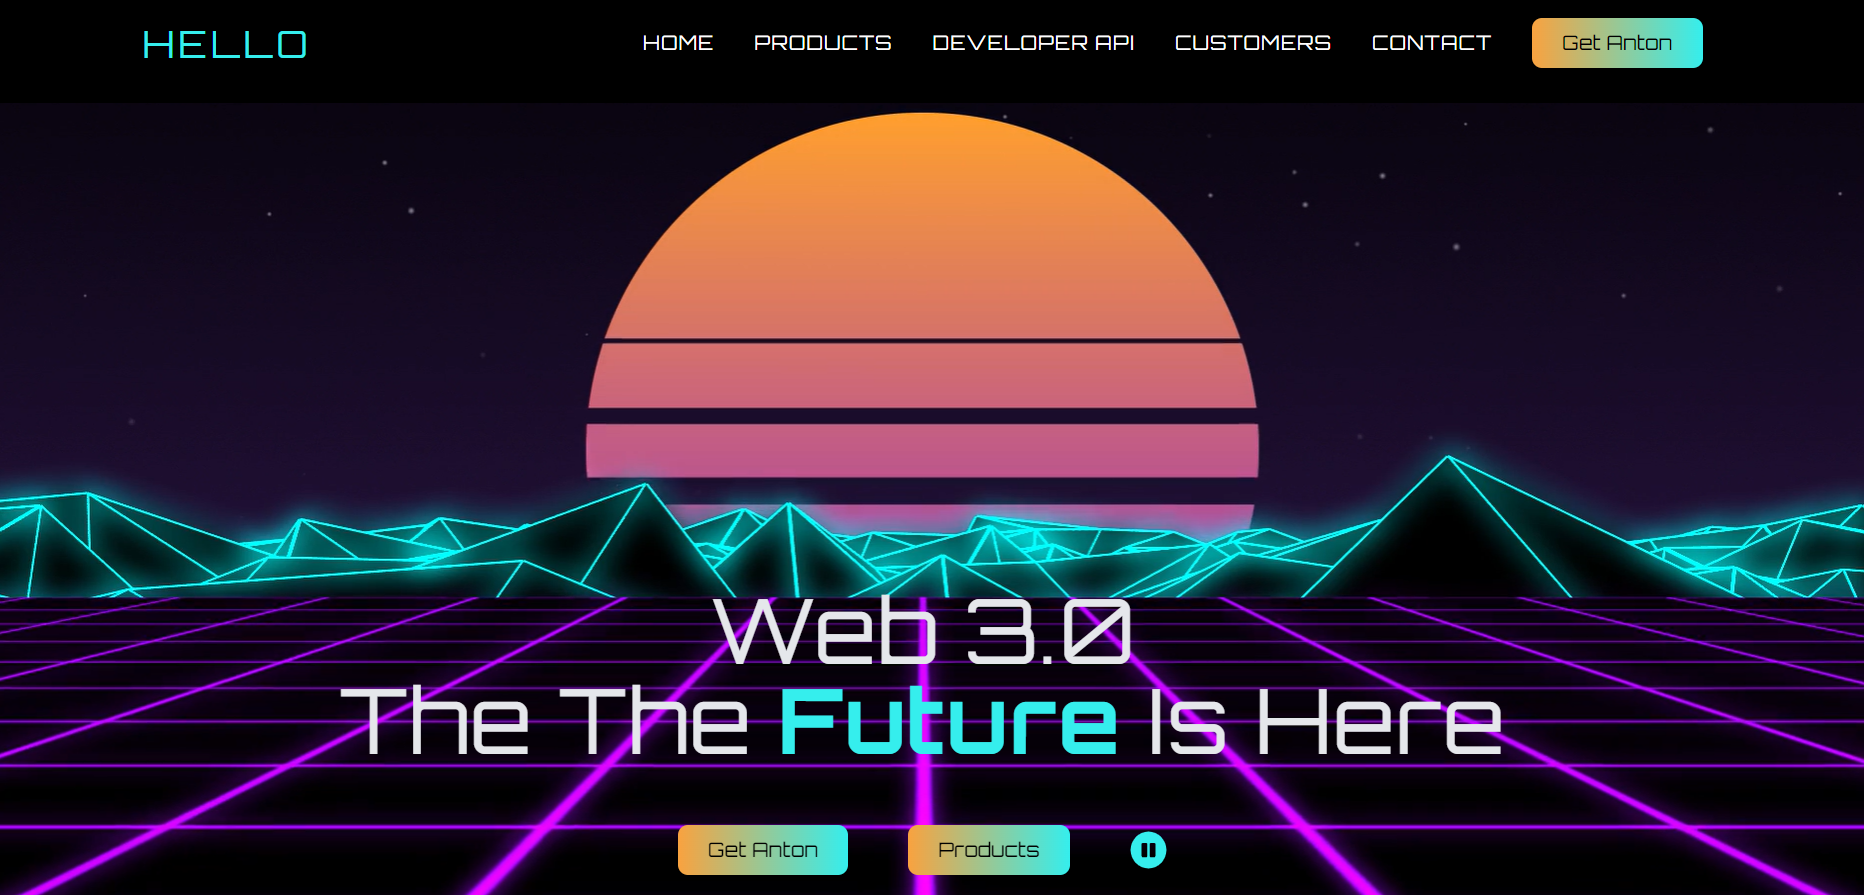 HELLO
HOME PRODUCTS DEVELOPER API CUSTOMERS CONTACT Get Anton
Web 3.0
The The Future Is Here
Get Anton Products